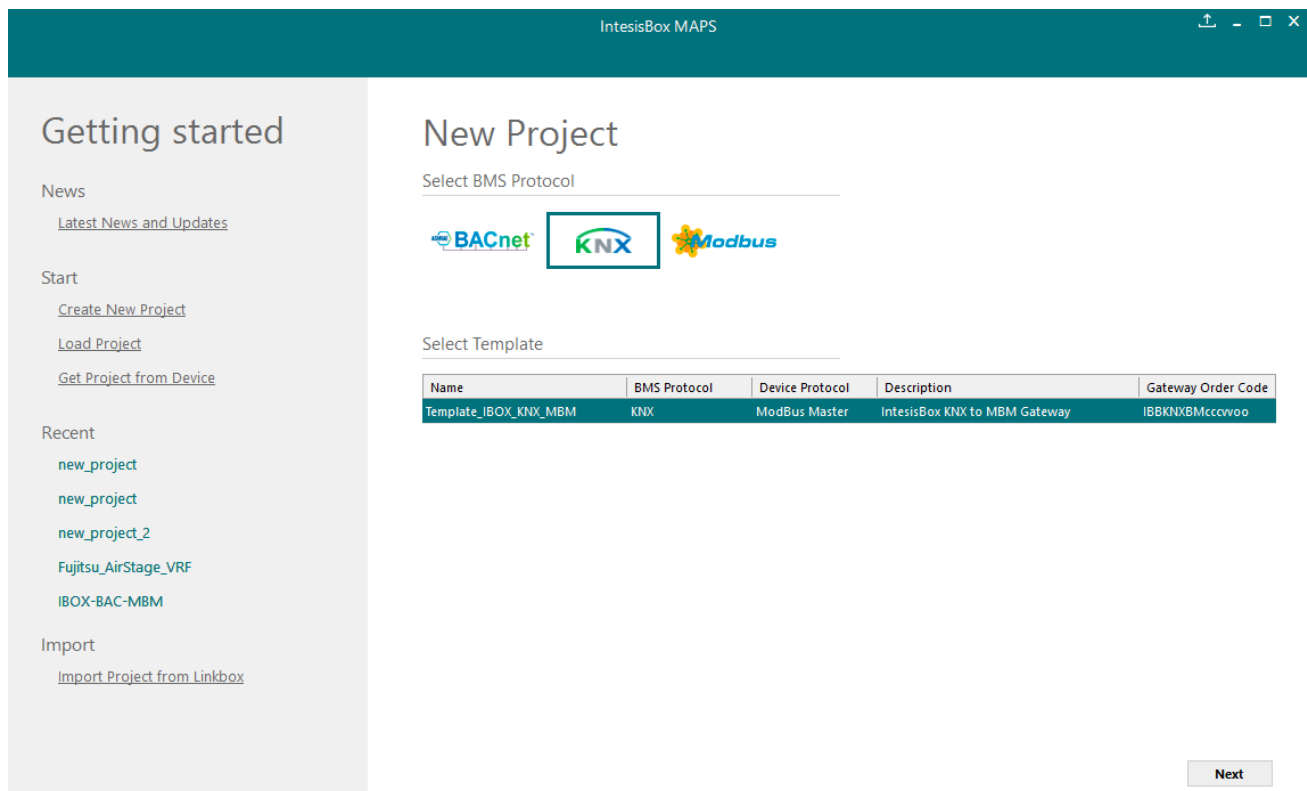 IntesisBox MAPS
Getting started
News
Latest News and Updates
Start
Create New Project
Load Project
Get Project from Device
Recent
new_project
new_project
new_project_2
Fujitsu_AirStage_VRF
IBOX-BAC-MBM
Import
Import Project from Linkbox
New Project
Select BMS Protocol
BACnet KNX Modbus
Select Template
Name BMS Protocol Device Protocol Description Gateway Order Code
Template_IBOX_KNX_MBM KNX ModBus Master IntesisBox KNX to MBM Gateway IBBKNXBMcccvvoo
Next